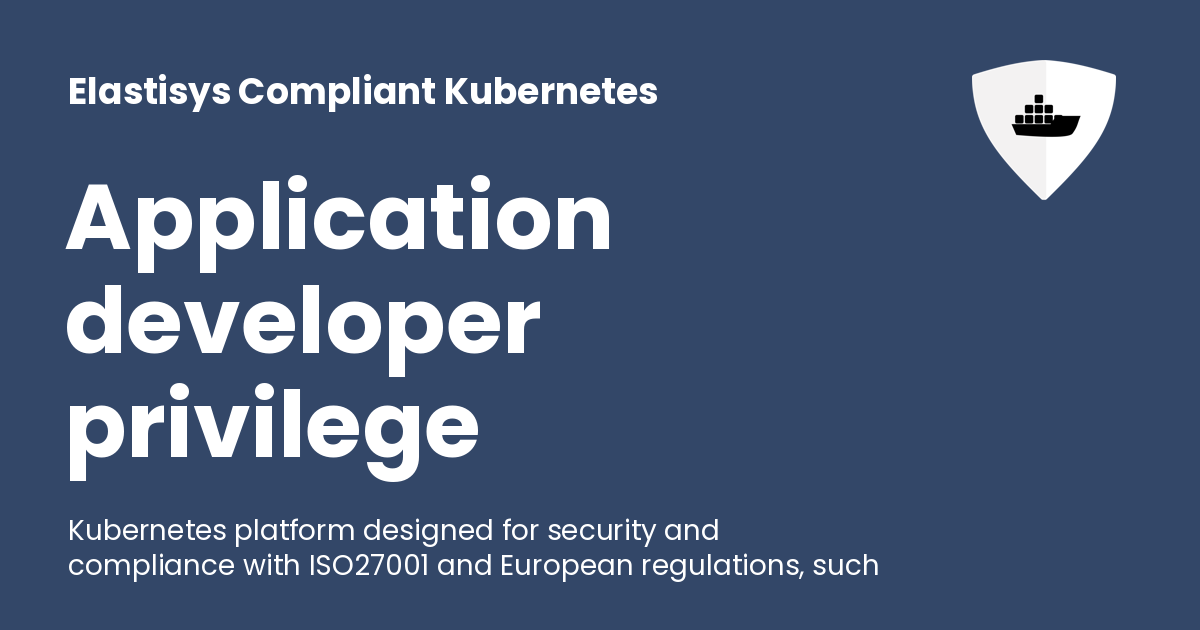 Elastisys Compliant Kubernetes
Application
developer
privilege
Kubernetes platform designed for security and
compliance with ISO27001 and European regulations, such